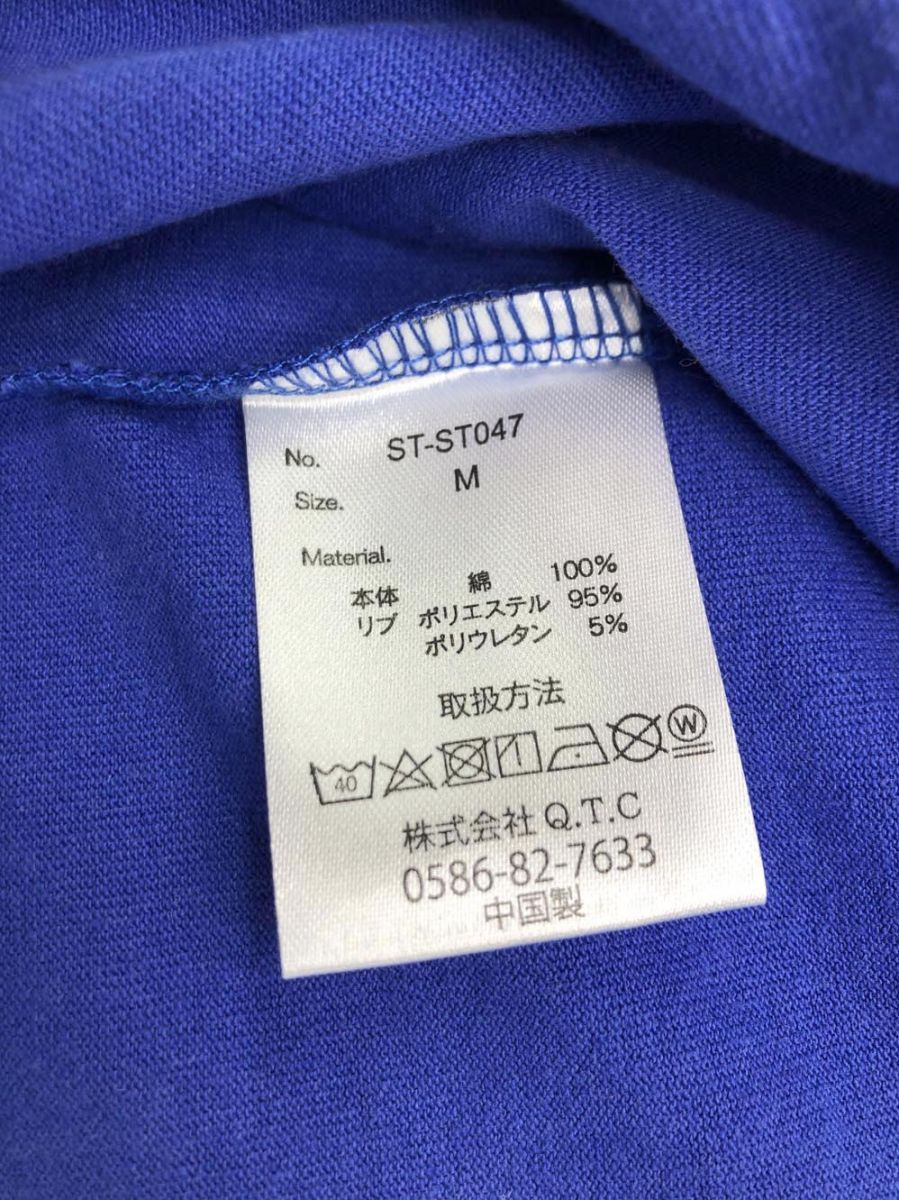 No. ST-ST047
Size. M
Material.
本体 綿 100%
リブ ポリエステル 95%
ポリウレタン 5%
取扱方法
40 W
株式会社 Q.T.C
0586-82-7633
中国製